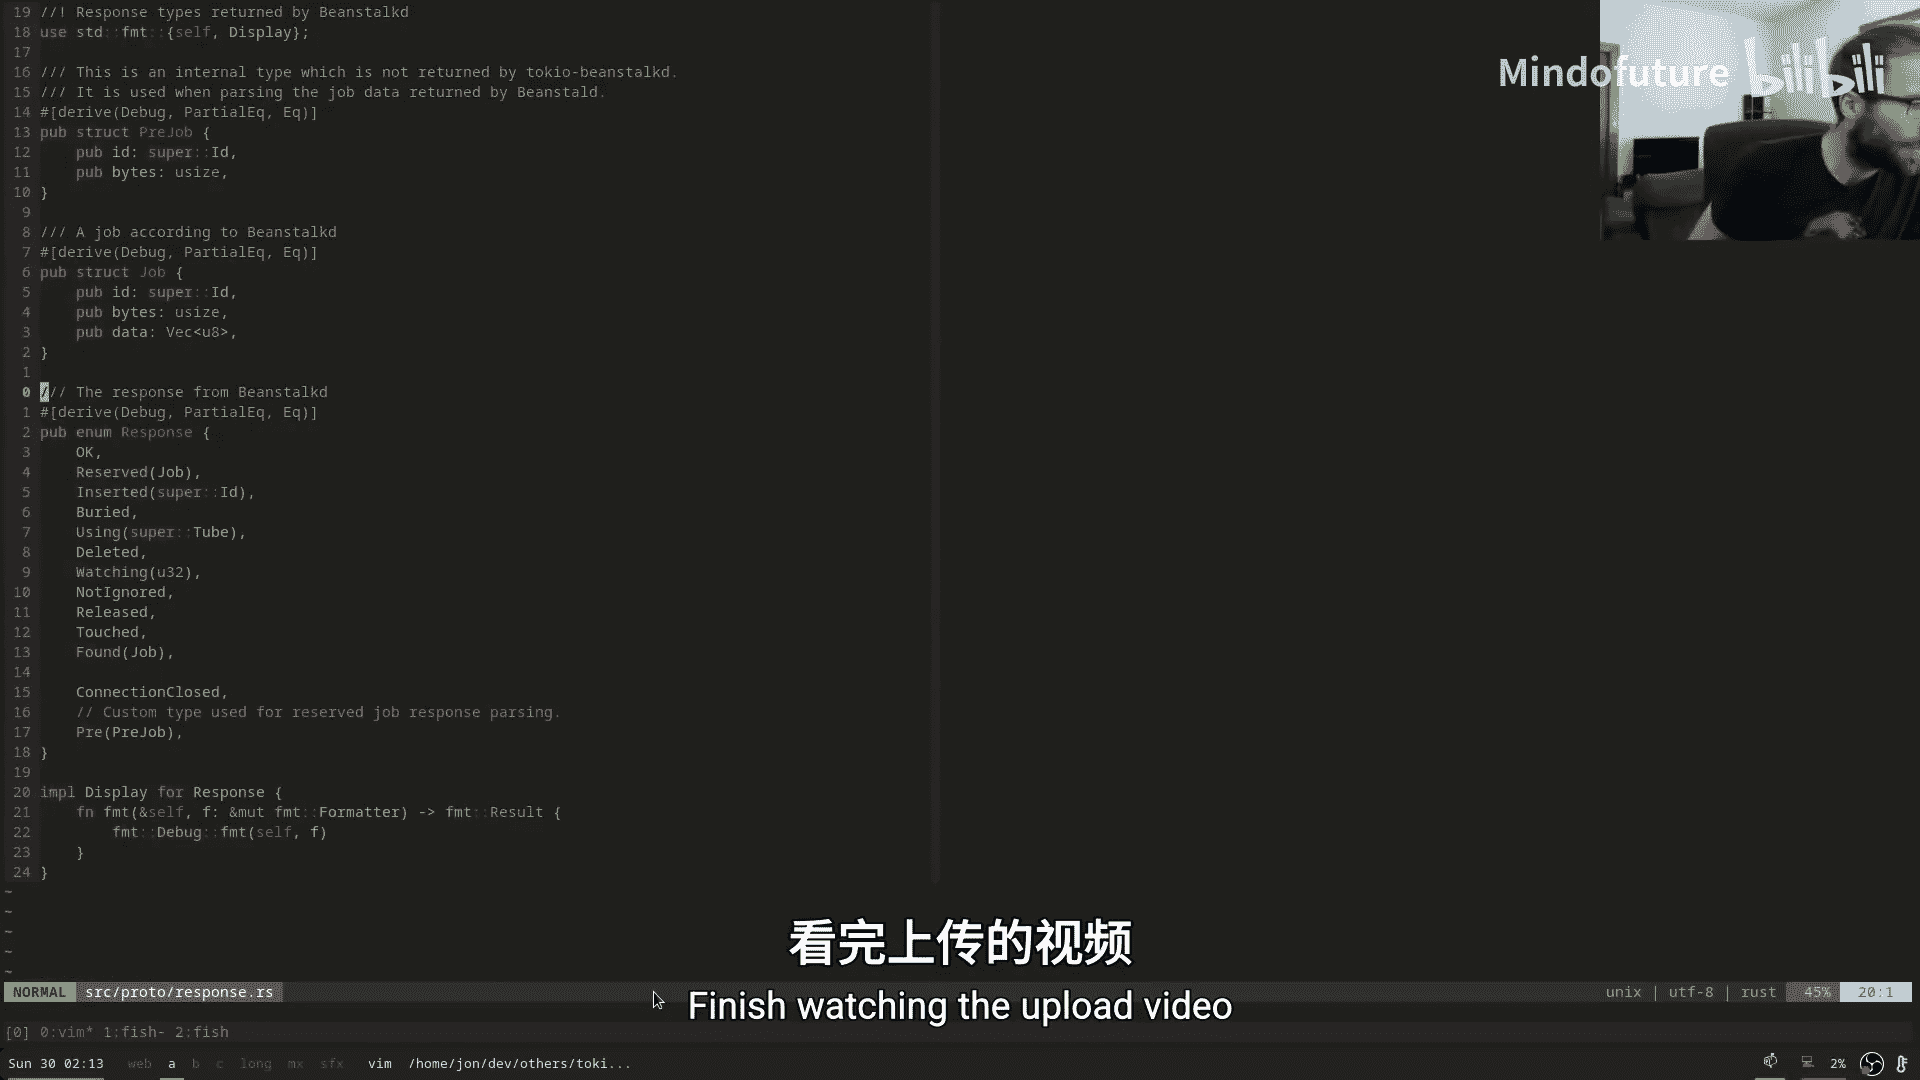 19 //! Response types returned by Beanstalkd
18 use std::fmt::{self, Display};
17
16 /// This is an internal type which is not returned by tokio-beanstalkd.
15 /// It is used when parsing the job data returned by Beanstald.
14 #[derive(Debug, PartialEq, Eq)]
13 pub struct PreJob {
12     pub id: super::Id,
11     pub bytes: usize,
10 }
9
8 /// A job according to Beanstalkd
7 #[derive(Debug, PartialEq, Eq)]
6 pub struct Job {
5     pub id: super::Id,
4     pub bytes: usize,
3     pub data: Vec<u8>,
2 }
1
0 /// The response from Beanstalkd
1 #[derive(Debug, PartialEq, Eq)]
2 pub enum Response {
3     OK,
4     Reserved(Job),
5     Inserted(super::Id),
6     Buried,
7     Using(super::Tube),
8     Deleted,
9     Watching(u32),
10     NotIgnored,
11     Released,
12     Touched,
13     Found(Job),
14
15     ConnectionClosed,
16     // Custom type used for reserved job response parsing.
17     Pre(PreJob),
18 }
19
20 impl Display for Response {
21     fn fmt(&self, f: &mut fmt::Formatter) -> fmt::Result {
22         fmt::Debug::fmt(self, f)
23     }
24 }
~
~
~
~
~
Mindofuture bilibili
看完上传的视频
Finish watching the upload video
NORMAL src/proto/response.rs unix | utf-8 | rust 45% 20:1
[0] 0:vim* 1:fish- 2:fish
Sun 30 02:13 web a b c long mx sfx vim /home/jon/dev/others/toki... 2%